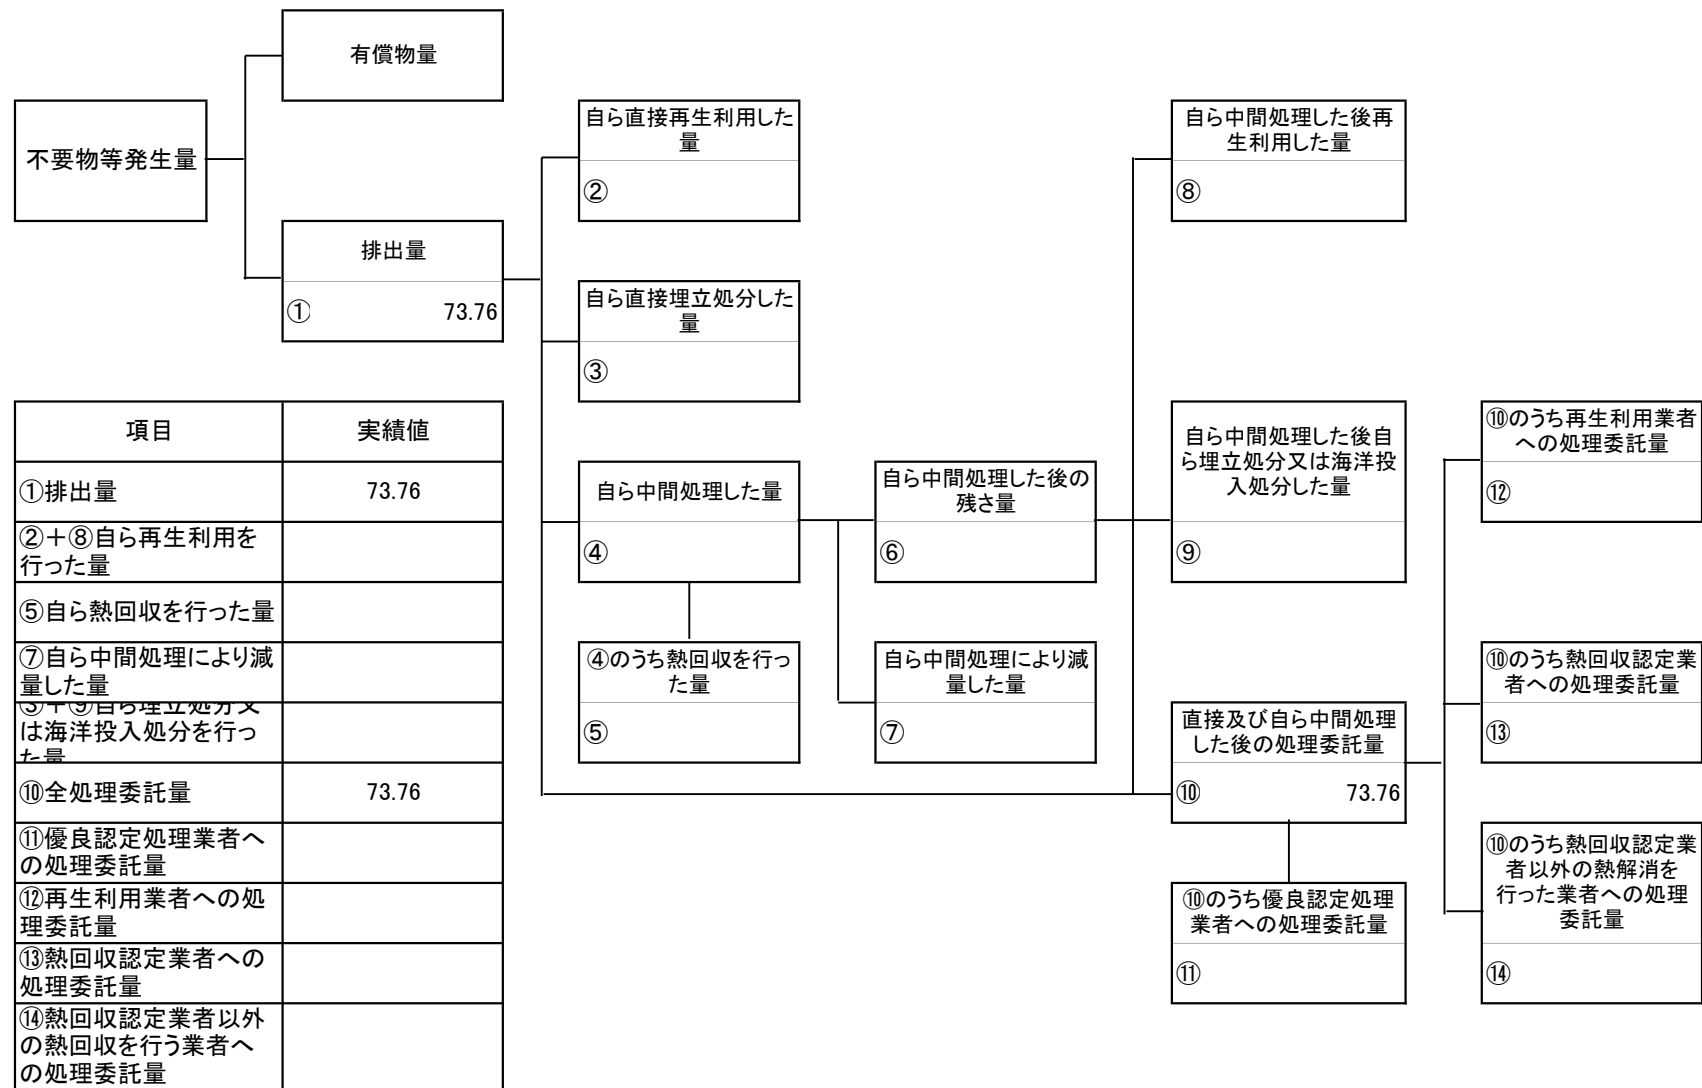 有償物量
不要物等発生量
排出量
① 73.76
自ら直接再生利用した
量
②
自ら直接埋立処分した
量
③
自ら中間処理した量
④
④のうち熱回収を行っ
た量
⑤
自ら中間処理した後の
残さ量
⑥
自ら中間処理により減
量した量
⑦
自ら中間処理した後再
生利用した量
⑧
自ら中間処理した後自
ら埋立処分又は海洋投
入処分した量
⑨
直接及び自ら中間処理
した後の処理委託量
⑩ 73.76
⑩のうち優良認定処理
業者への処理委託量
⑪
⑩のうち再生利用業者
への処理委託量
⑫
⑩のうち熱回収認定業
者への処理委託量
⑬
⑩のうち熱回収認定業
者以外の熱解消を
行った業者への処理
委託量
⑭
項目 実績値
①排出量 73.76
②＋⑧自ら再生利用を
行った量
⑤自ら熱回収を行った量
⑦自ら中間処理により減
量した量
③＋⑨自ら埋立処分又
は海洋投入処分を行っ
た量
⑩全処理委託量 73.76
⑪優良認定処理業者へ
の処理委託量
⑫再生利用業者への処
理委託量
⑬熱回収認定業者への
処理委託量
⑭熱回収認定業者以外
の熱回収を行う業者へ
の処理委託量